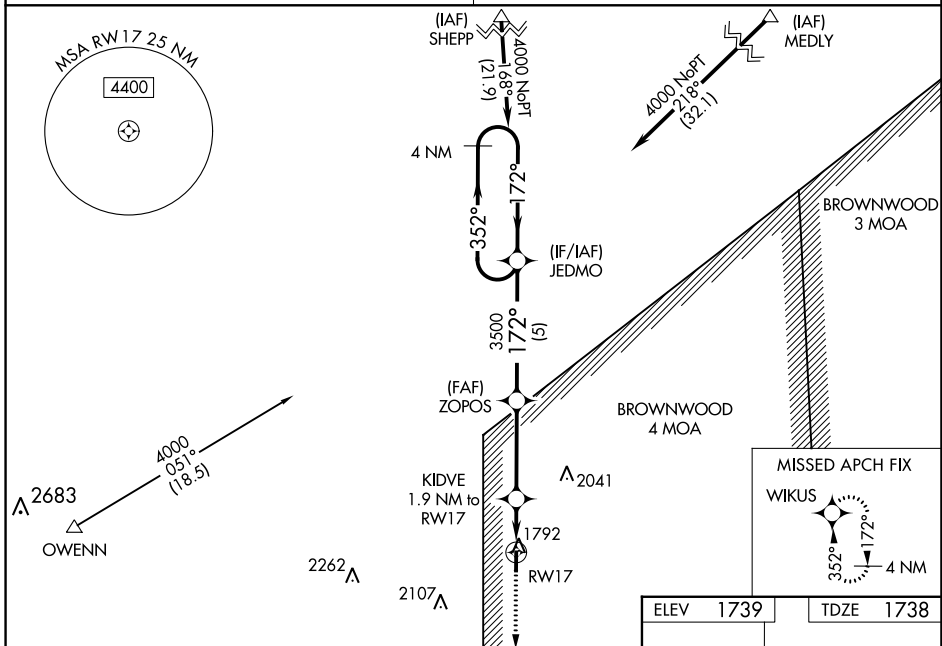 MSA RW17 25 NM
4400
(IAF)
SHEPP
4000 NoPT
168°
(21.9)
(IAF)
MEDLY
4000 NoPT
218°
(32.1)
4 NM
172°
352°
(IF/IAF)
JEDMO
BROWNWOOD
3 MOA
3500
172°
(5)
(FAF)
ZOPOS
BROWNWOOD
4 MOA
4000
051°
(18.5)
2683
OWENN
KIDVE
1.9 NM to
RW17
2041
1792
RW17
2262
2107
MISSED APCH FIX
WIKUS
352°
172°
4 NM
ELEV 1739
TDZE 1738